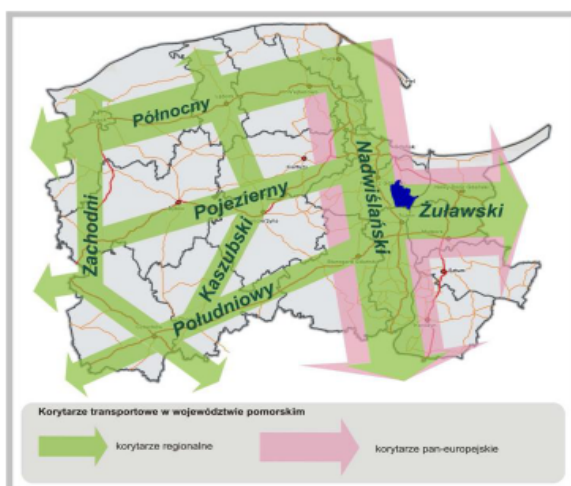 Północny
Nadwiślański
Pojezierny
Żuławski
Zachodni
Kaszubski
Południowy
Korytarze transportowe w województwie pomorskim
korytarze regionalne
korytarze pan-europejskie